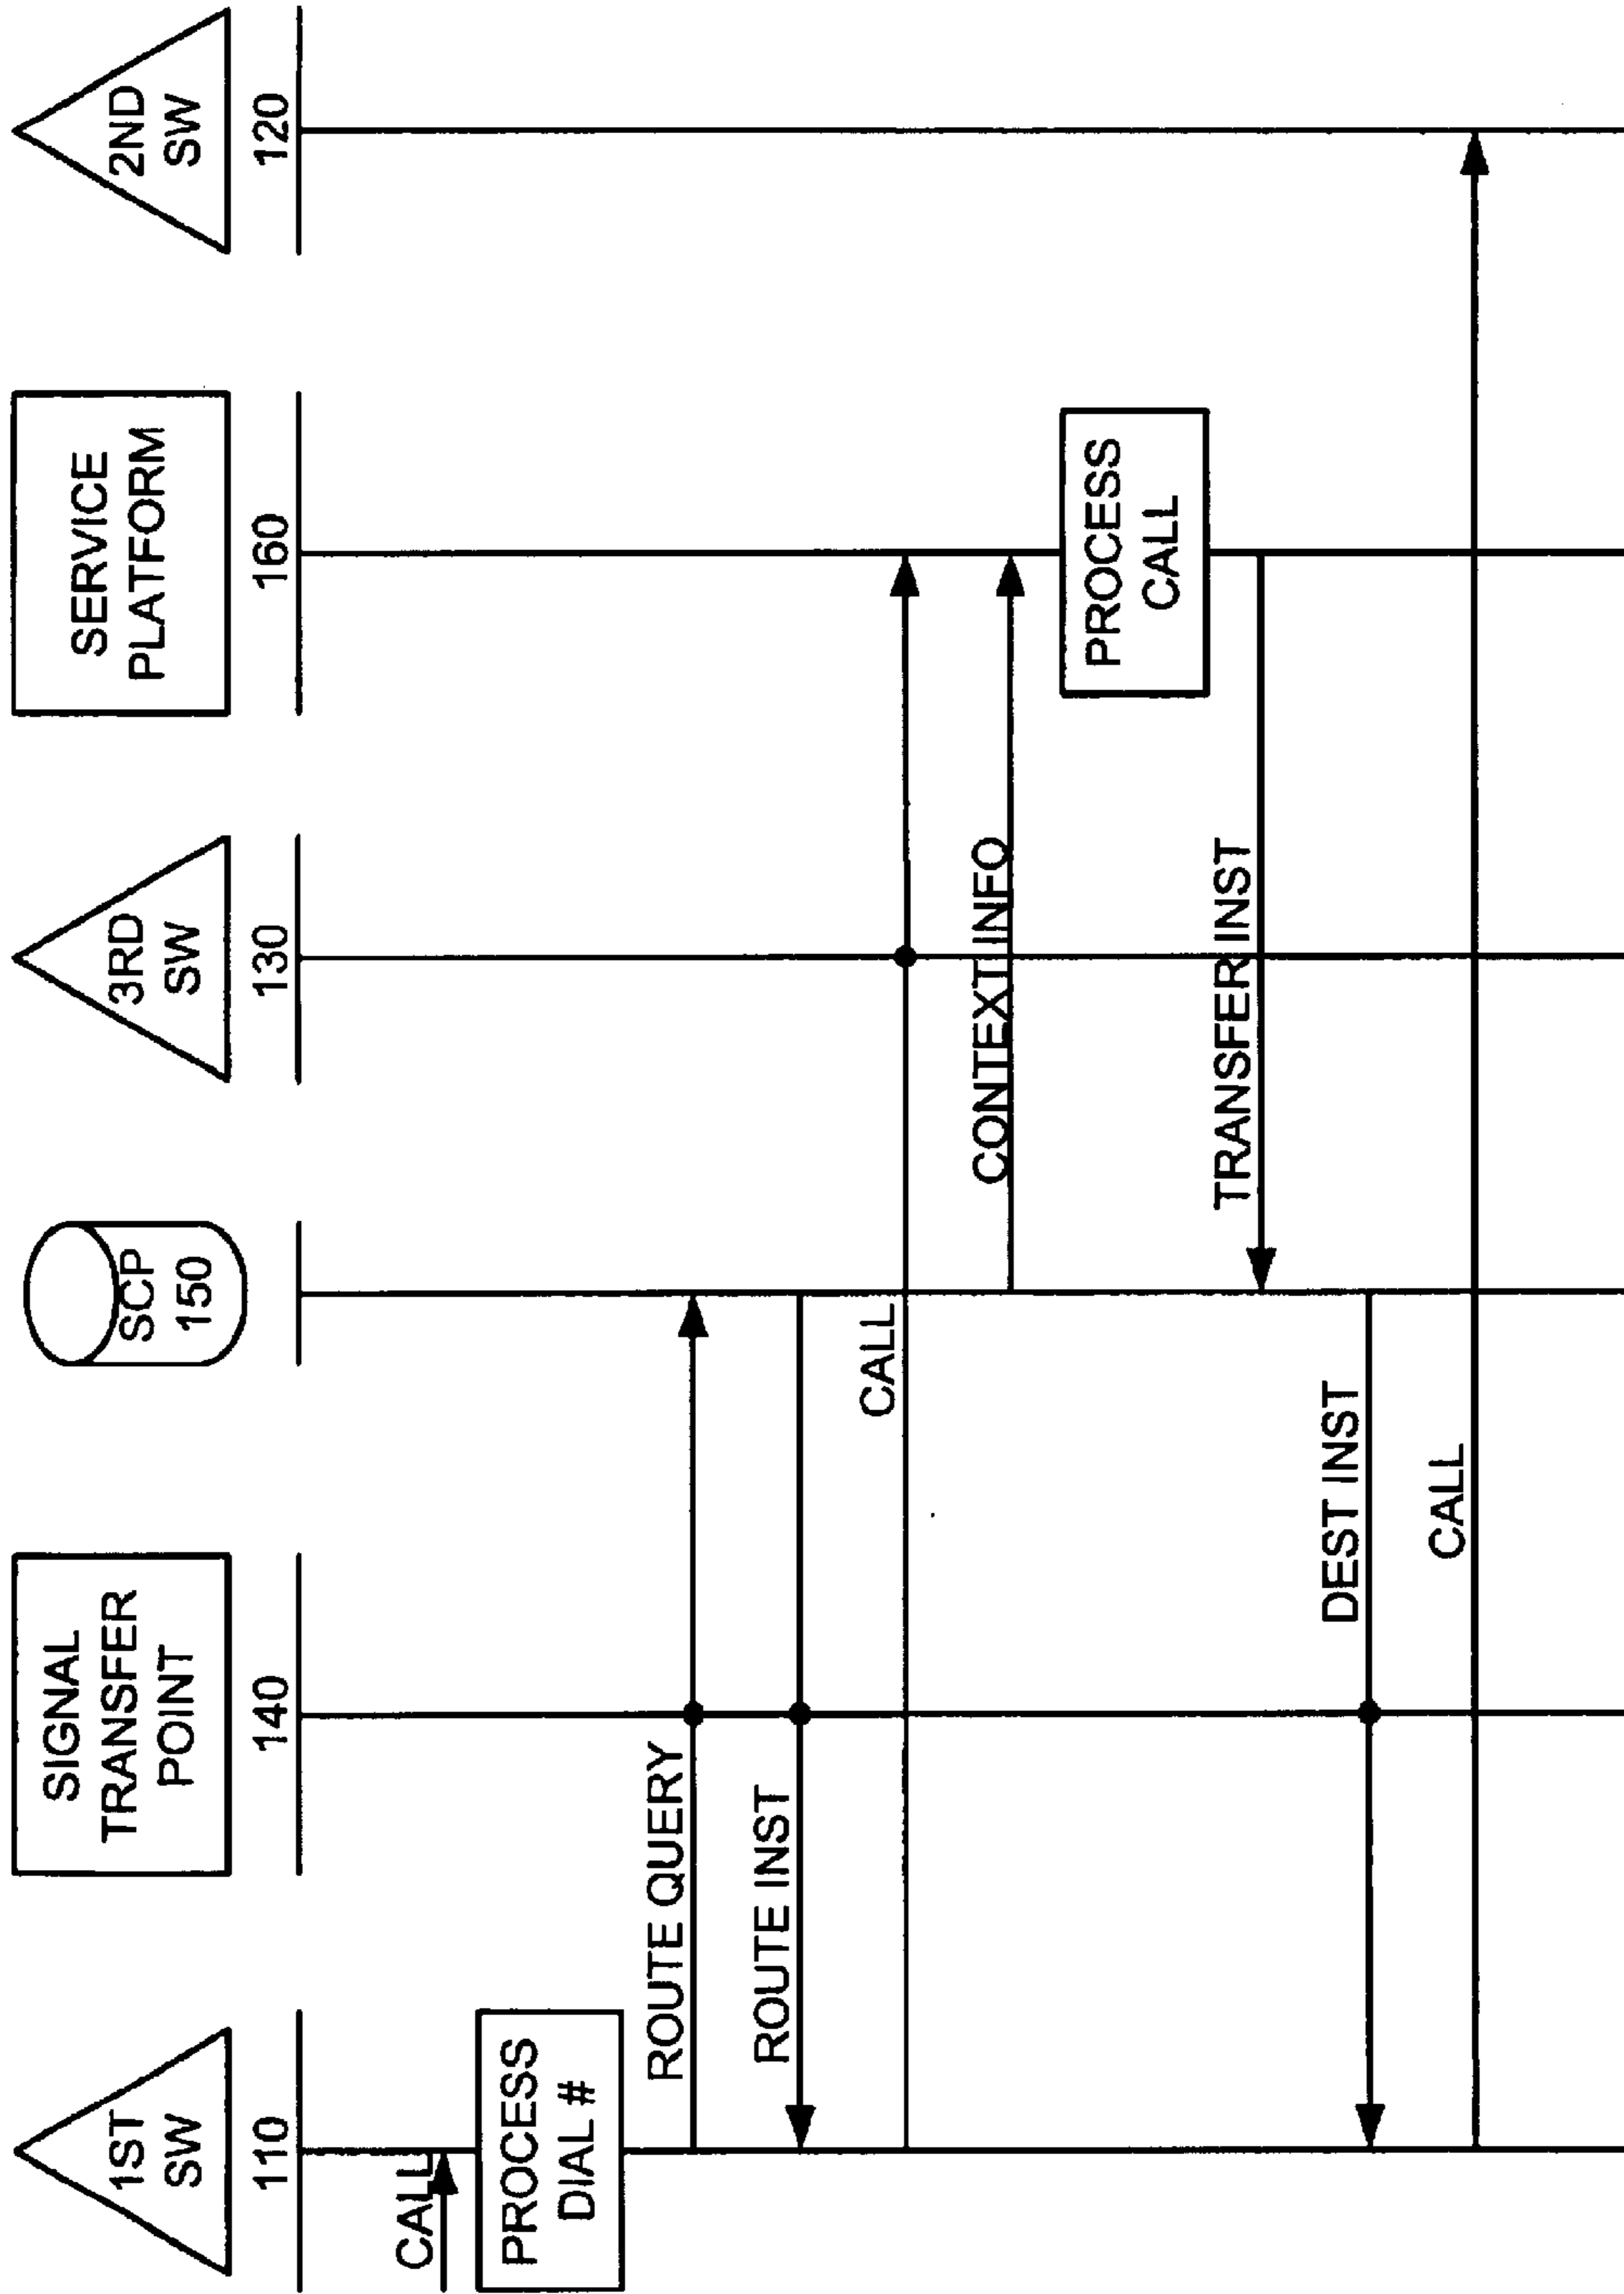 1ST
SW
110
SIGNAL
TRANSFER
POINT
140
SCP
150
3RD
SW
130
SERVICE
PLATFORM
160
2ND
SW
120
CALL
PROCESS
DIAL #
ROUTE QUERY
ROUTE INST
CALL
CONTEXT INFO
PROCESS
CALL
TRANSFER INST
DEST INST
CALL